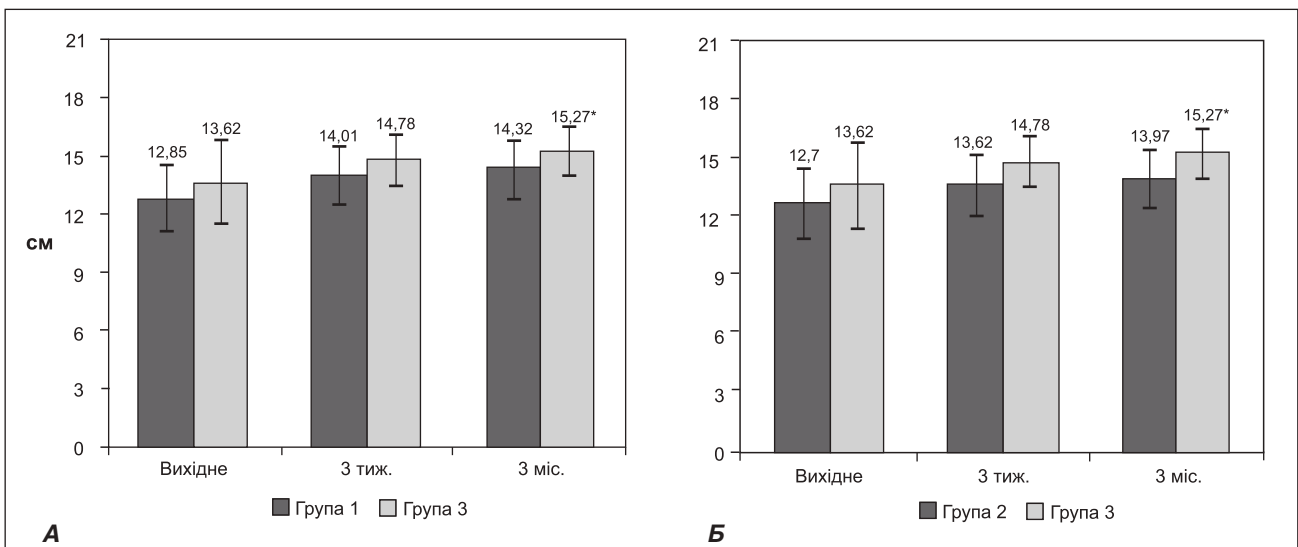 21
18
15
12
9
6
3
0
см
12,85
13,62
14,01
14,78
14,32
15,27*
Вихідне
3 тиж.
3 міс.
Група 1
Група 3
А
21
18
15
12
9
6
3
0
12,7
13,62
13,62
14,78
13,97
15,27*
Вихідне
3 тиж.
3 міс.
Група 2
Група 3
Б